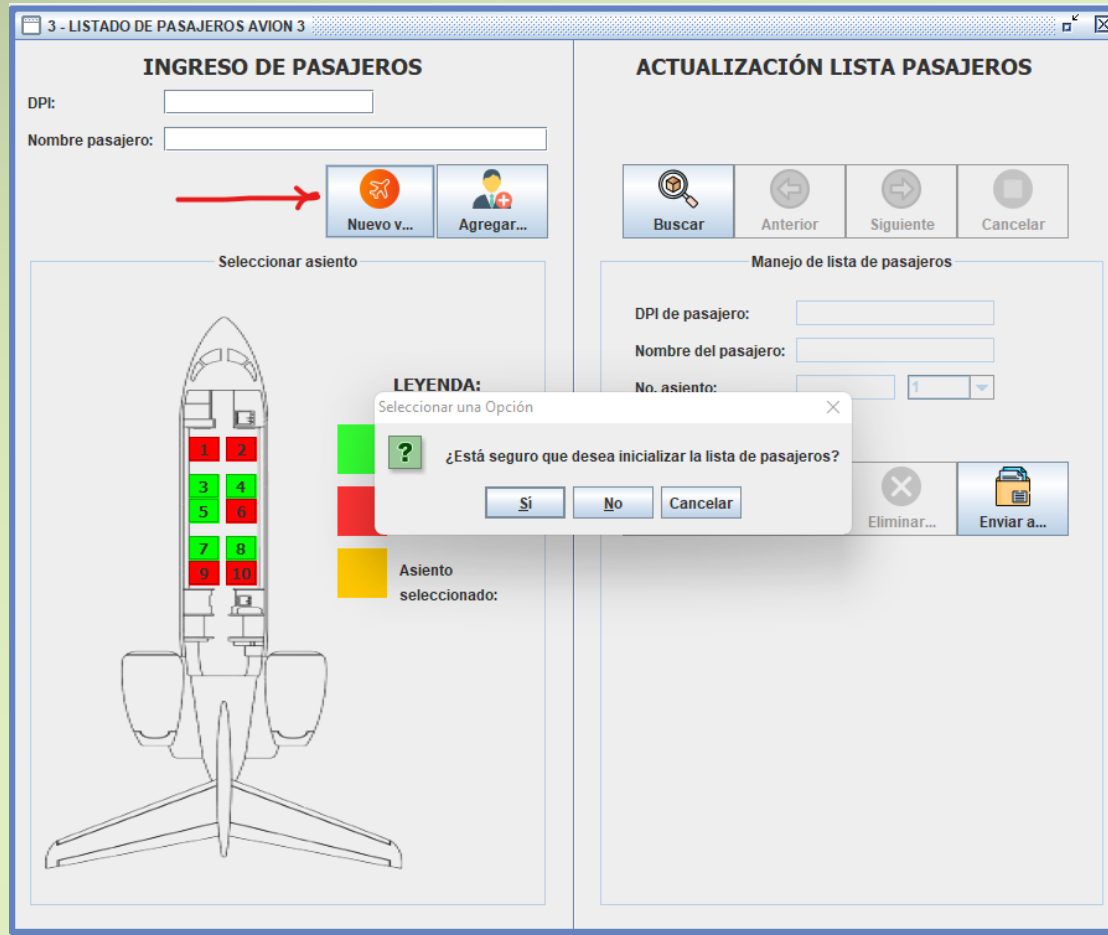 3 - LISTADO DE PASAJEROS AVION 3
INGRESO DE PASAJEROS
DPI:
Nombre pasajero:
Nuevo v...
Agregar...
Seleccionar asiento
LEYENDA:
1 2
3 4
5 6
7 8
9 10
Asiento
seleccionado:
ACTUALIZACIÓN LISTA PASAJEROS
Buscar
Anterior
Siguiente
Cancelar
Manejo de lista de pasajeros
DPI de pasajero:
Nombre del pasajero:
No. asiento:
1
Eliminar...
Enviar a...
Seleccionar una Opción
?
¿Está seguro que desea inicializar la lista de pasajeros?
Sí
No
Cancelar